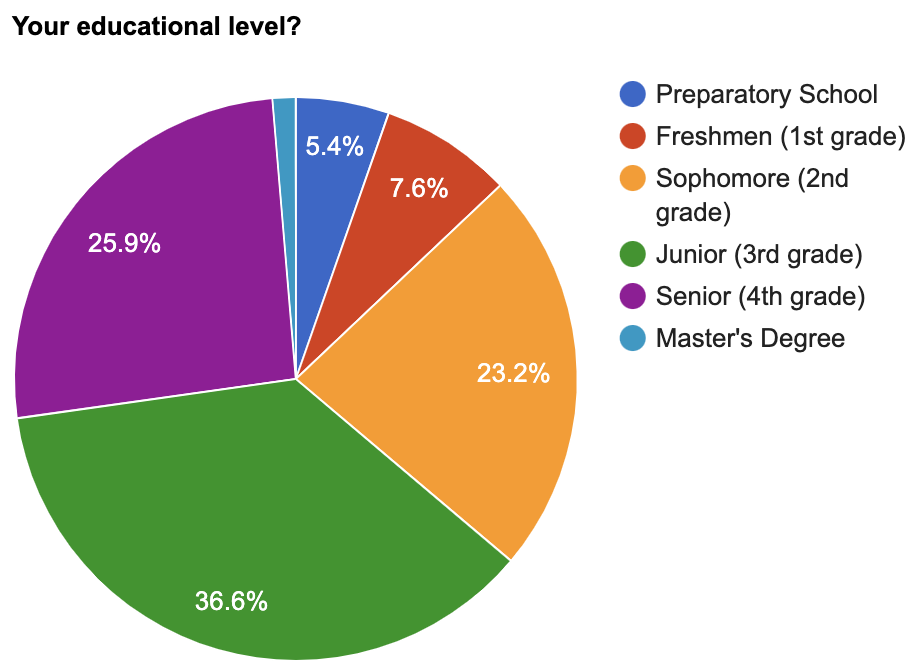 Your educational level?
5.4%
7.6%
23.2%
36.6%
25.9%
Preparatory School
Freshmen (1st grade)
Sophomore (2nd
grade)
Junior (3rd grade)
Senior (4th grade)
Master's Degree